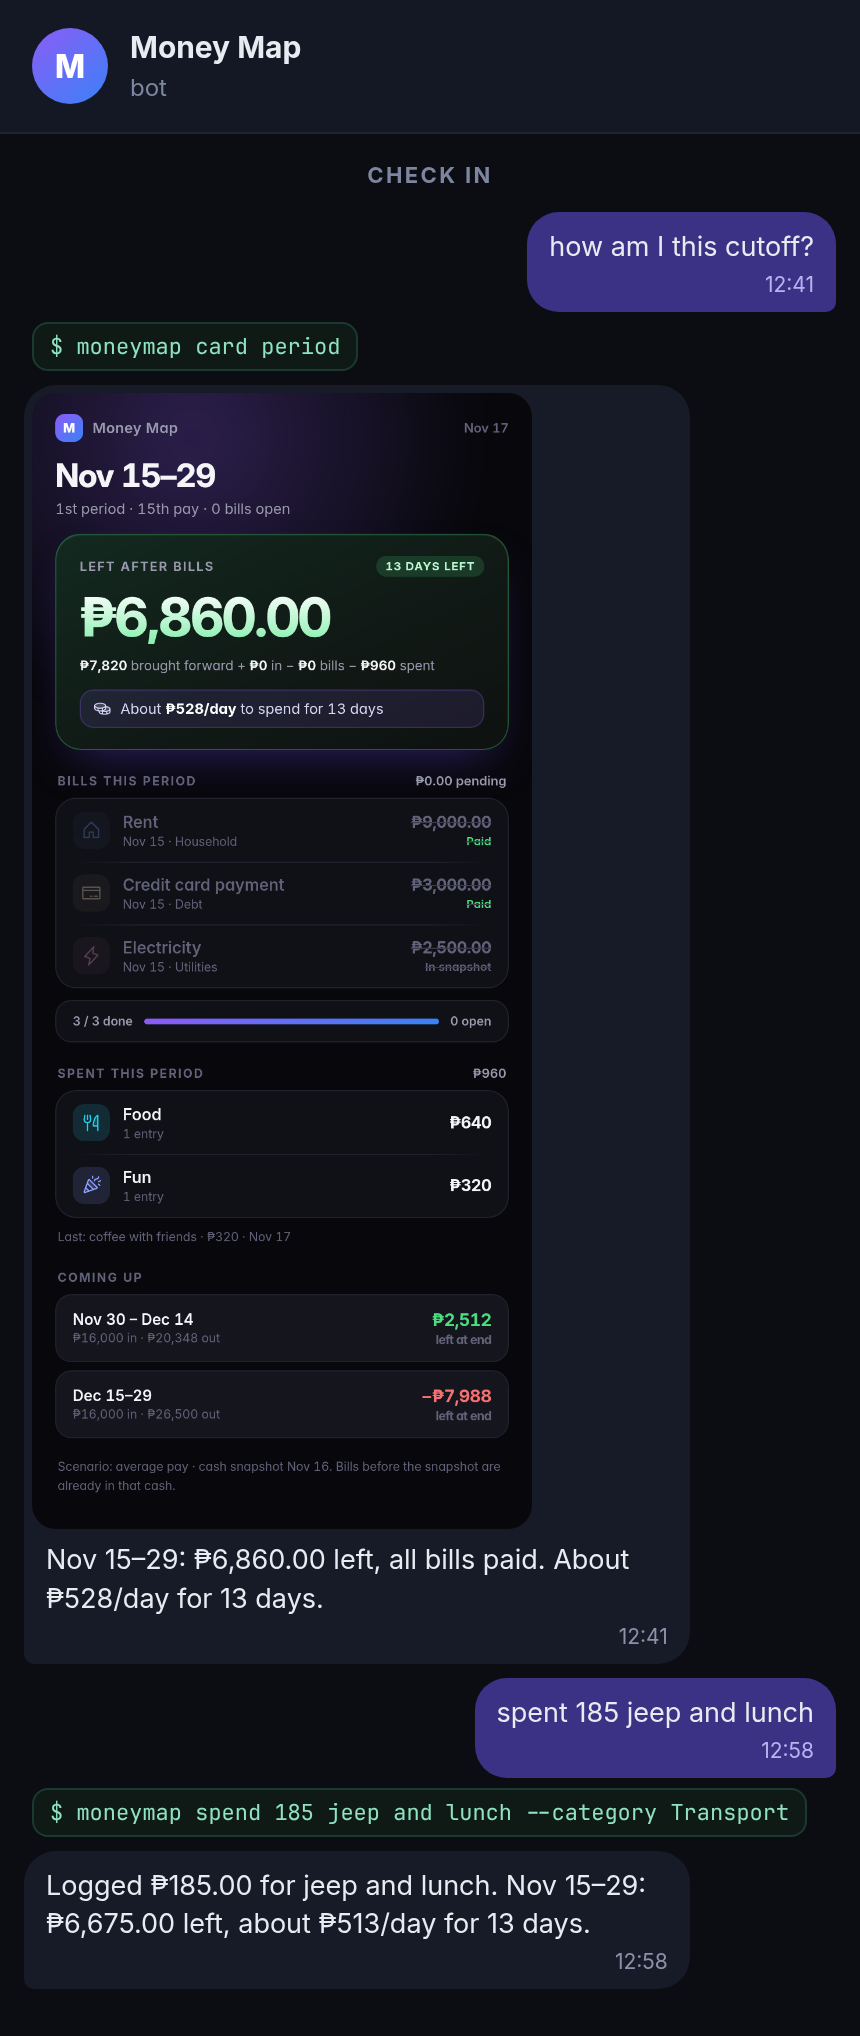 M
Money Map
bot
CHECK IN
how am I this cutoff?
12:41
$ moneymap card period
M Money Map Nov 17
Nov 15–29
1st period · 15th pay · 0 bills open
LEFT AFTER BILLS 13 DAYS LEFT
₱6,860.00
₱7,820 brought forward + ₱0 in – ₱0 bills – ₱960 spent
About ₱528/day to spend for 13 days
BILLS THIS PERIOD ₱0.00 pending
Rent ₱9,000.00
Nov 15 · Household Paid
Credit card payment ₱3,000.00
Nov 15 · Debt Paid
Electricity ₱2,500.00
Nov 15 · Utilities In snapshot
3 / 3 done 0 open
SPENT THIS PERIOD ₱960
Food ₱640
1 entry
Fun ₱320
1 entry
Last: coffee with friends · ₱320 · Nov 17
COMING UP
Nov 30 – Dec 14 ₱2,512
₱16,000 in · ₱20,348 out left at end
Dec 15–29 –₱7,988
₱16,000 in · ₱26,500 out left at end
Scenario: average pay · cash snapshot Nov 16. Bills before the snapshot are
already in that cash.
Nov 15–29: ₱6,860.00 left, all bills paid. About
₱528/day for 13 days.
12:41
spent 185 jeep and lunch
12:58
$ moneymap spend 185 jeep and lunch --category Transport
Logged ₱185.00 for jeep and lunch. Nov 15–29:
₱6,675.00 left, about ₱513/day for 13 days.
12:58